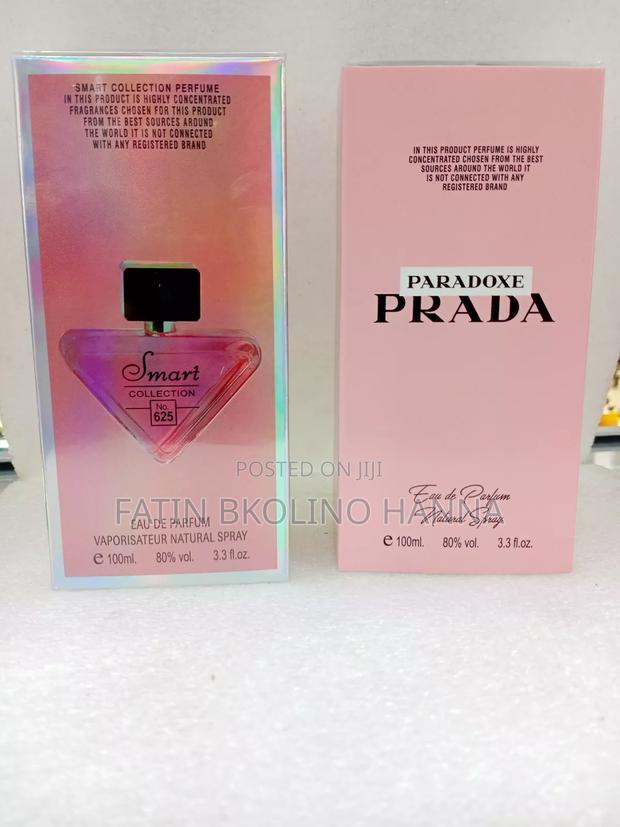 SMART COLLECTION PERFUME
IN THIS PRODUCT IS HIGHLY CONCENTRATED
FRAGRANCES CHOSEN FOR THIS PRODUCT
FROM THE BEST SOURCES AROUND
THE WORLD IT IS NOT CONNECTED
WITH ANY REGISTERED BRAND
Smart
COLLECTION
No.
625
EAU DE PARFUM
VAPORISATEUR NATURAL SPRAY
e 100ml. 80% vol. 3.3 fl.oz.
IN THIS PRODUCT PERFUME IS HIGHLY
CONCENTRATED CHOSEN FROM THE BEST
SOURCES AROUND THE WORLD IT
IS NOT CONNECTED WITH ANY
REGISTERED BRAND
PARADOXE
PRADA
Eau de Parfum
Natural Spray
e 100ml. 80% vol. 3.3 fl.oz.
POSTED ON JIJI
FATIN BKOLINO HANNA